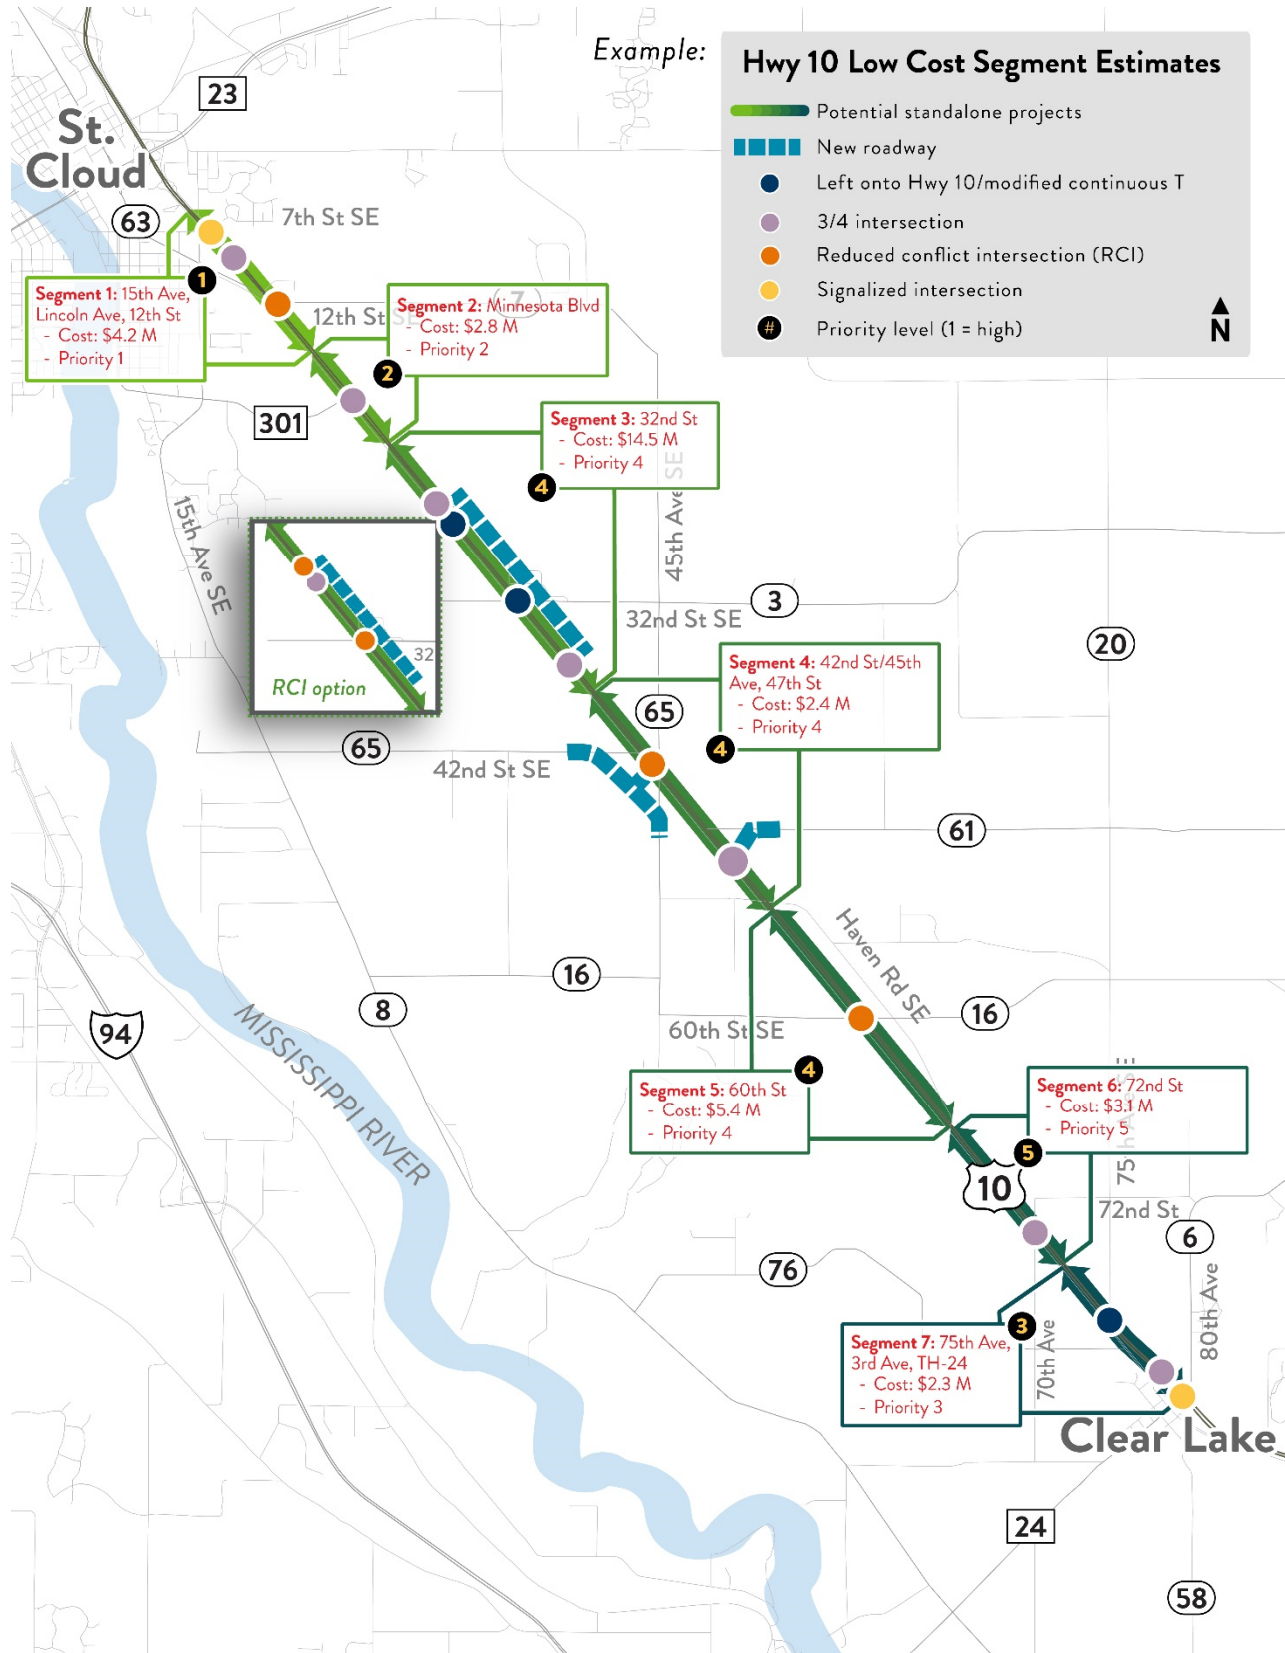 Example:
Hwy 10 Low Cost Segment Estimates
Potential standalone projects
New roadway
Left onto Hwy 10/modified continuous T
3/4 intersection
Reduced conflict intersection (RCI)
Signalized intersection
# Priority level (1 = high)
N
23
St.
Cloud
63
7th St SE
1
Segment 1: 15th Ave,
Lincoln Ave, 12th St
- Cost: $4.2 M
- Priority 1
7
12th St SE
Segment 2: Minnesota Blvd
- Cost: $2.8 M
- Priority 2
2
301
Segment 3: 32nd St
- Cost: $14.5 M
- Priority 4
4
45th Ave SE
15th Ave SE
32
RCI option
3
32nd St SE
20
Segment 4: 42nd St/45th
Ave, 47th St
- Cost: $2.4 M
- Priority 4
4
65
65
42nd St SE
61
Haven Rd SE
16
8
16
60th St SE
94
MISSISSIPPI RIVER
4
Segment 5: 60th St
- Cost: $5.4 M
- Priority 4
75th Ave SE
Segment 6: 72nd St
- Cost: $3.1 M
- Priority 5
5
10
72nd St
6
76
80th Ave
3
Segment 7: 75th Ave,
3rd Ave, TH-24
- Cost: $2.3 M
- Priority 3
70th Ave
Clear Lake
24
58